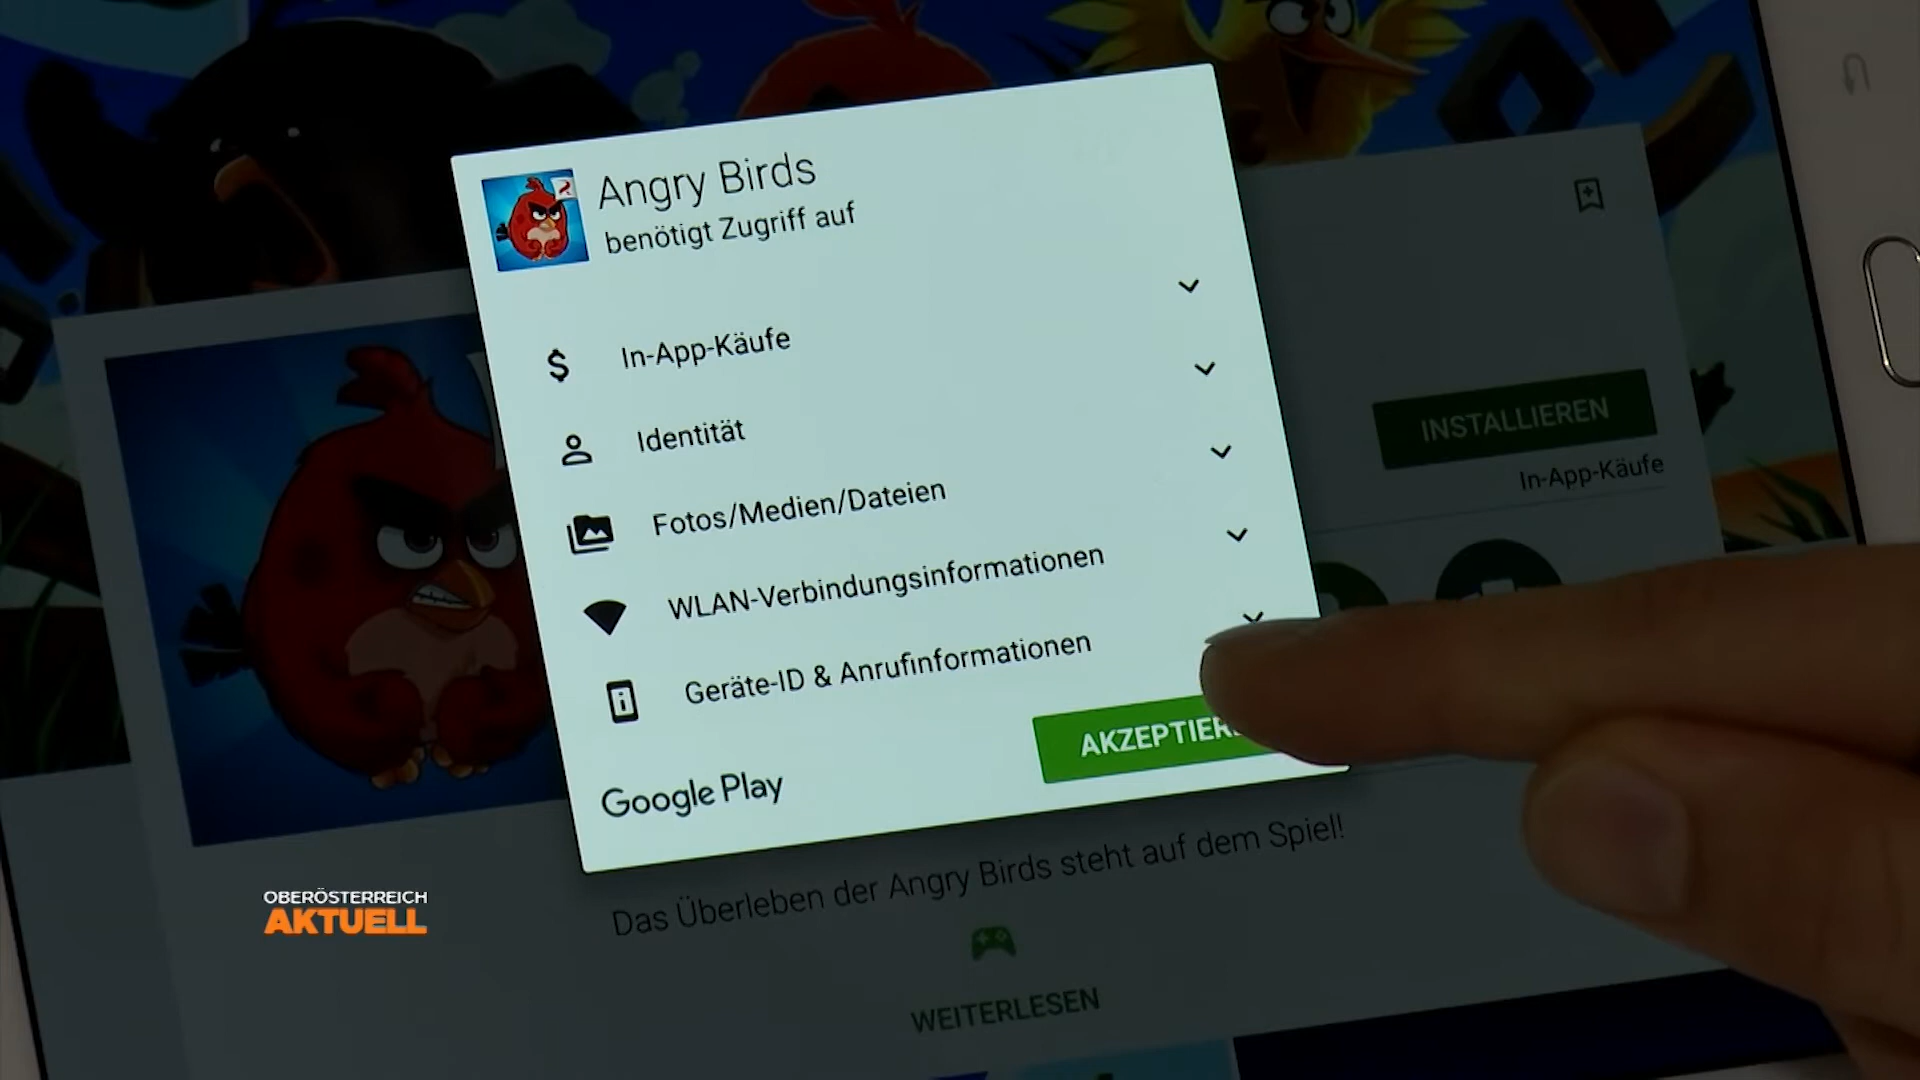 Angry Birds
benötigt Zugriff auf
In-App-Käufe
Identität
Fotos/Medien/Dateien
WLAN-Verbindungsinformationen
Geräte-ID & Anrufinformationen
Google Play
INSTALLIEREN
In-App-Käufe
Das Überleben der Angry Birds steht auf dem Spiel!
WEITERLESEN
OBERÖSTERREICH
AKTUELL